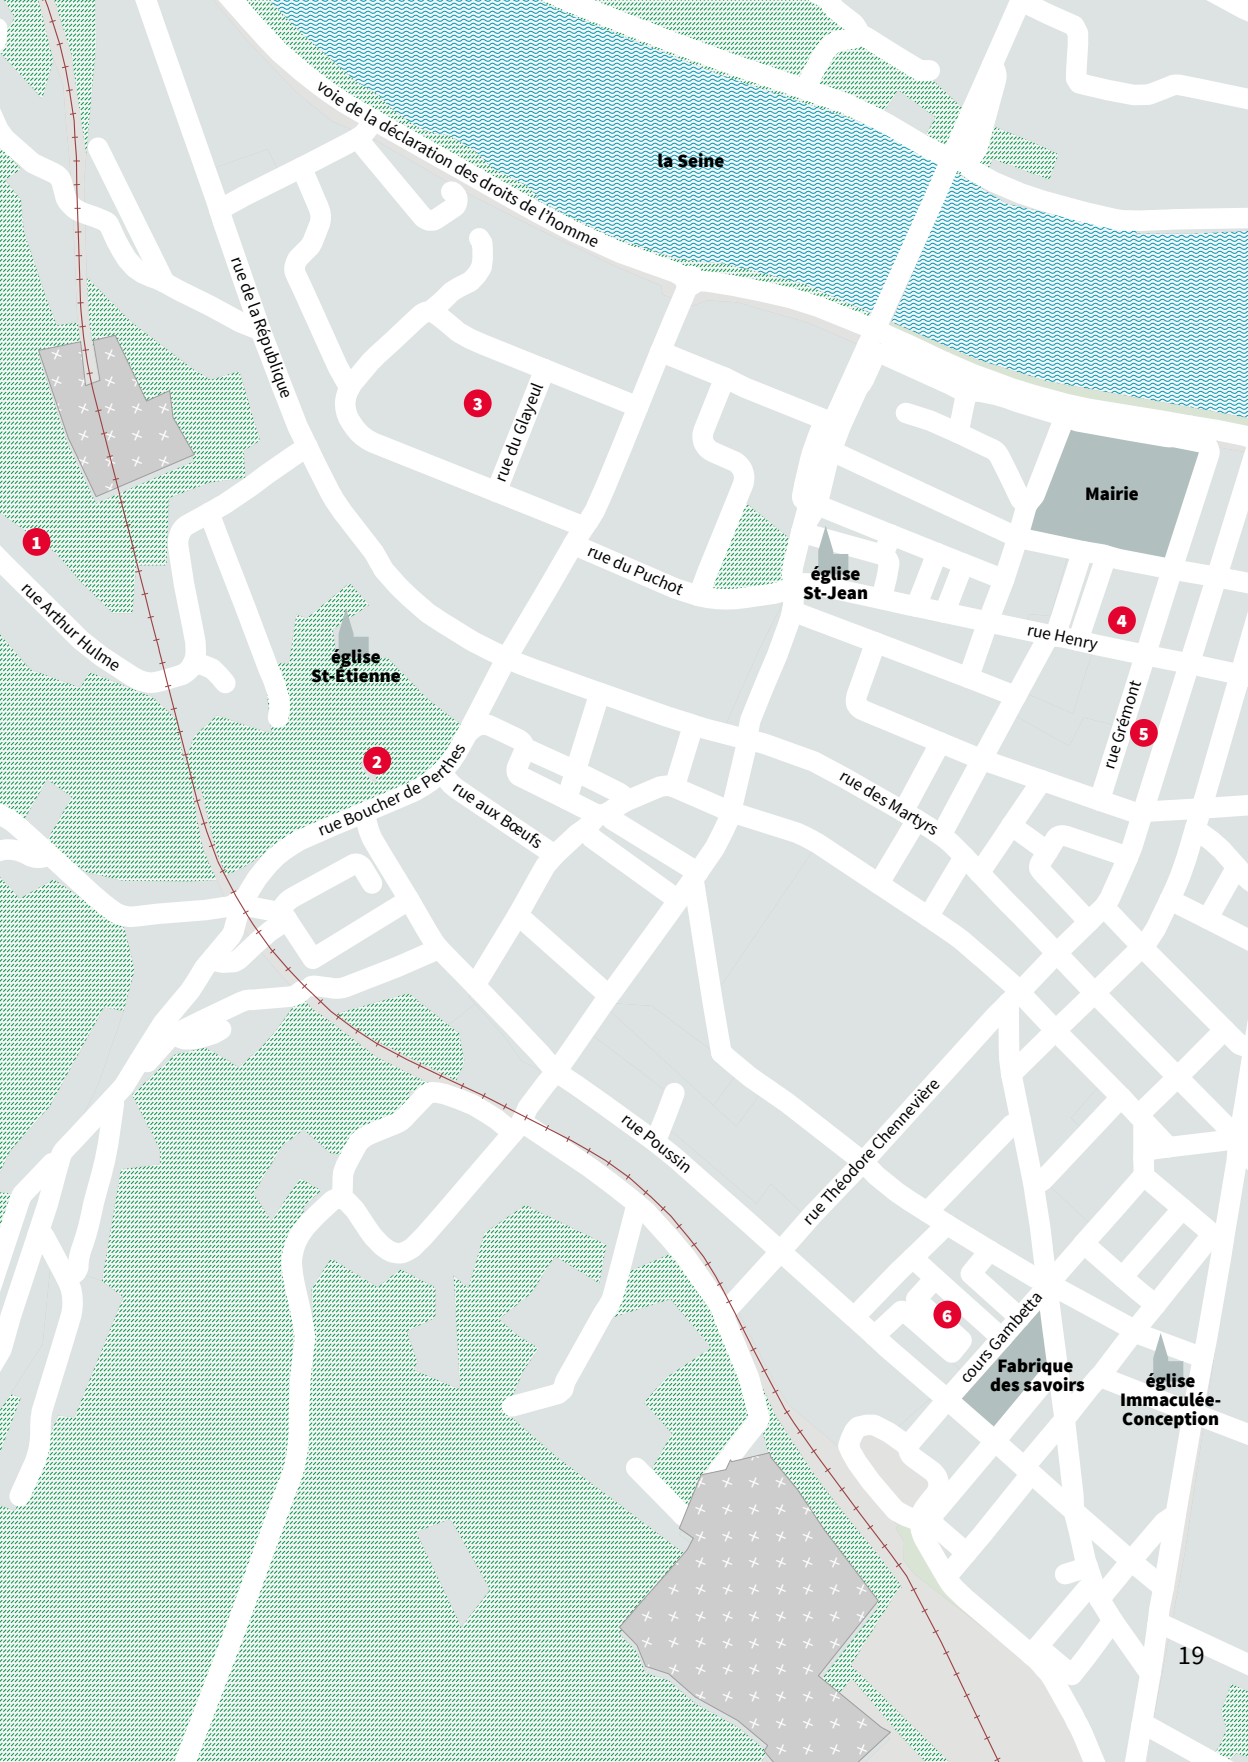 voie de la déclaration des droits de l'homme
la Seine
rue de la République
3
rue du Glayeul
Mairie
1
rue du Puchot
église
St-Jean
rue Arthur Hulme
4
rue Henry
église
St-Étienne
rue Grémont
5
2
rue Boucher de Perthes
rue aux Bœufs
rue des Martyrs
rue Poussin
rue Théodore Chennevière
6
cours Gambetta
Fabrique
des savoirs
église
Immaculée-
Conception
19